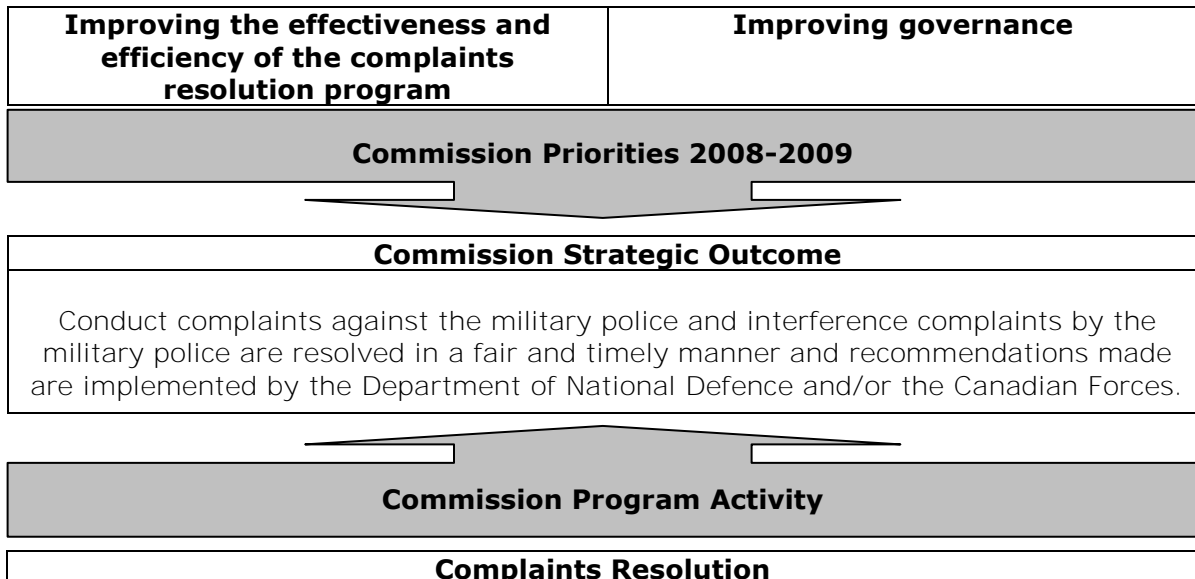 Improving the effectiveness and
efficiency of the complaints
resolution program
Improving governance
Commission Priorities 2008-2009
Commission Strategic Outcome
Conduct complaints against the military police and interference complaints by the
military police are resolved in a fair and timely manner and recommendations made
are implemented by the Department of National Defence and/or the Canadian Forces.
Commission Program Activity
Complaints Resolution